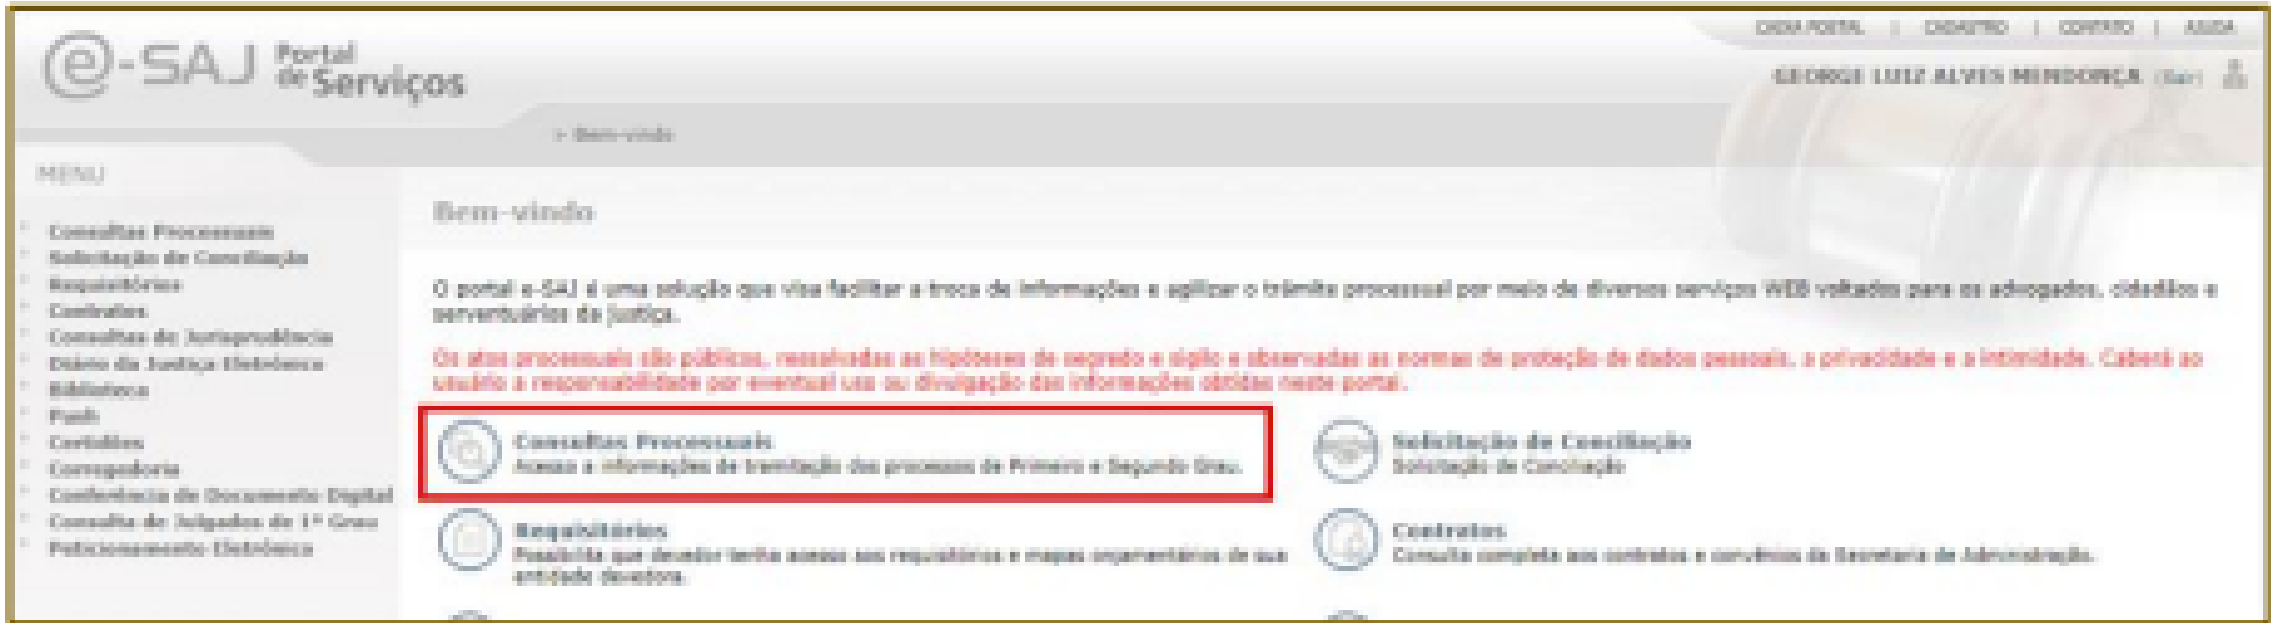 CAIXA POSTAL | CADASTRO | CONTATO | AJUDA
e-SAJ Portal de Serviços
GEORGE LUIZ ALVES MENDONÇA (Sair)
> Bem-vindo
MENU
Bem-vindo
Consultas Processuais
Solicitação de Conciliação
Requisitórios
Contratos
Consultas de Jurisprudência
Diário da Justiça Eletrônico
Biblioteca
Push
Certidões
Corregedoria
Conferência de Documento Digital
Consulta de Julgados de 1º Grau
Peticionamento Eletrônico
O portal e-SAJ é uma solução que visa facilitar a troca de informações e agilizar o trâmite processual por meio de diversos serviços WEB voltados para os advogados, cidadãos e
serventuários da justiça.
Os atos processuais são públicos, ressalvadas as hipóteses de segredo e sigilo e observadas as normas de proteção de dados pessoais, a privacidade e a intimidade. Caberá ao
usuário a responsabilidade por eventual uso ou divulgação das informações obtidas neste portal.
Consultas Processuais
Acesso a informações de tramitação dos processos de Primeiro e Segundo Grau.
Solicitação de Conciliação
Solicitação de Conciliação
Requisitórios
Possibilita que devedor tenha acesso aos requisitórios e mapas orçamentários de sua
entidade devedora.
Contratos
Consulta completa aos contratos e convênios da Secretaria de Administração.